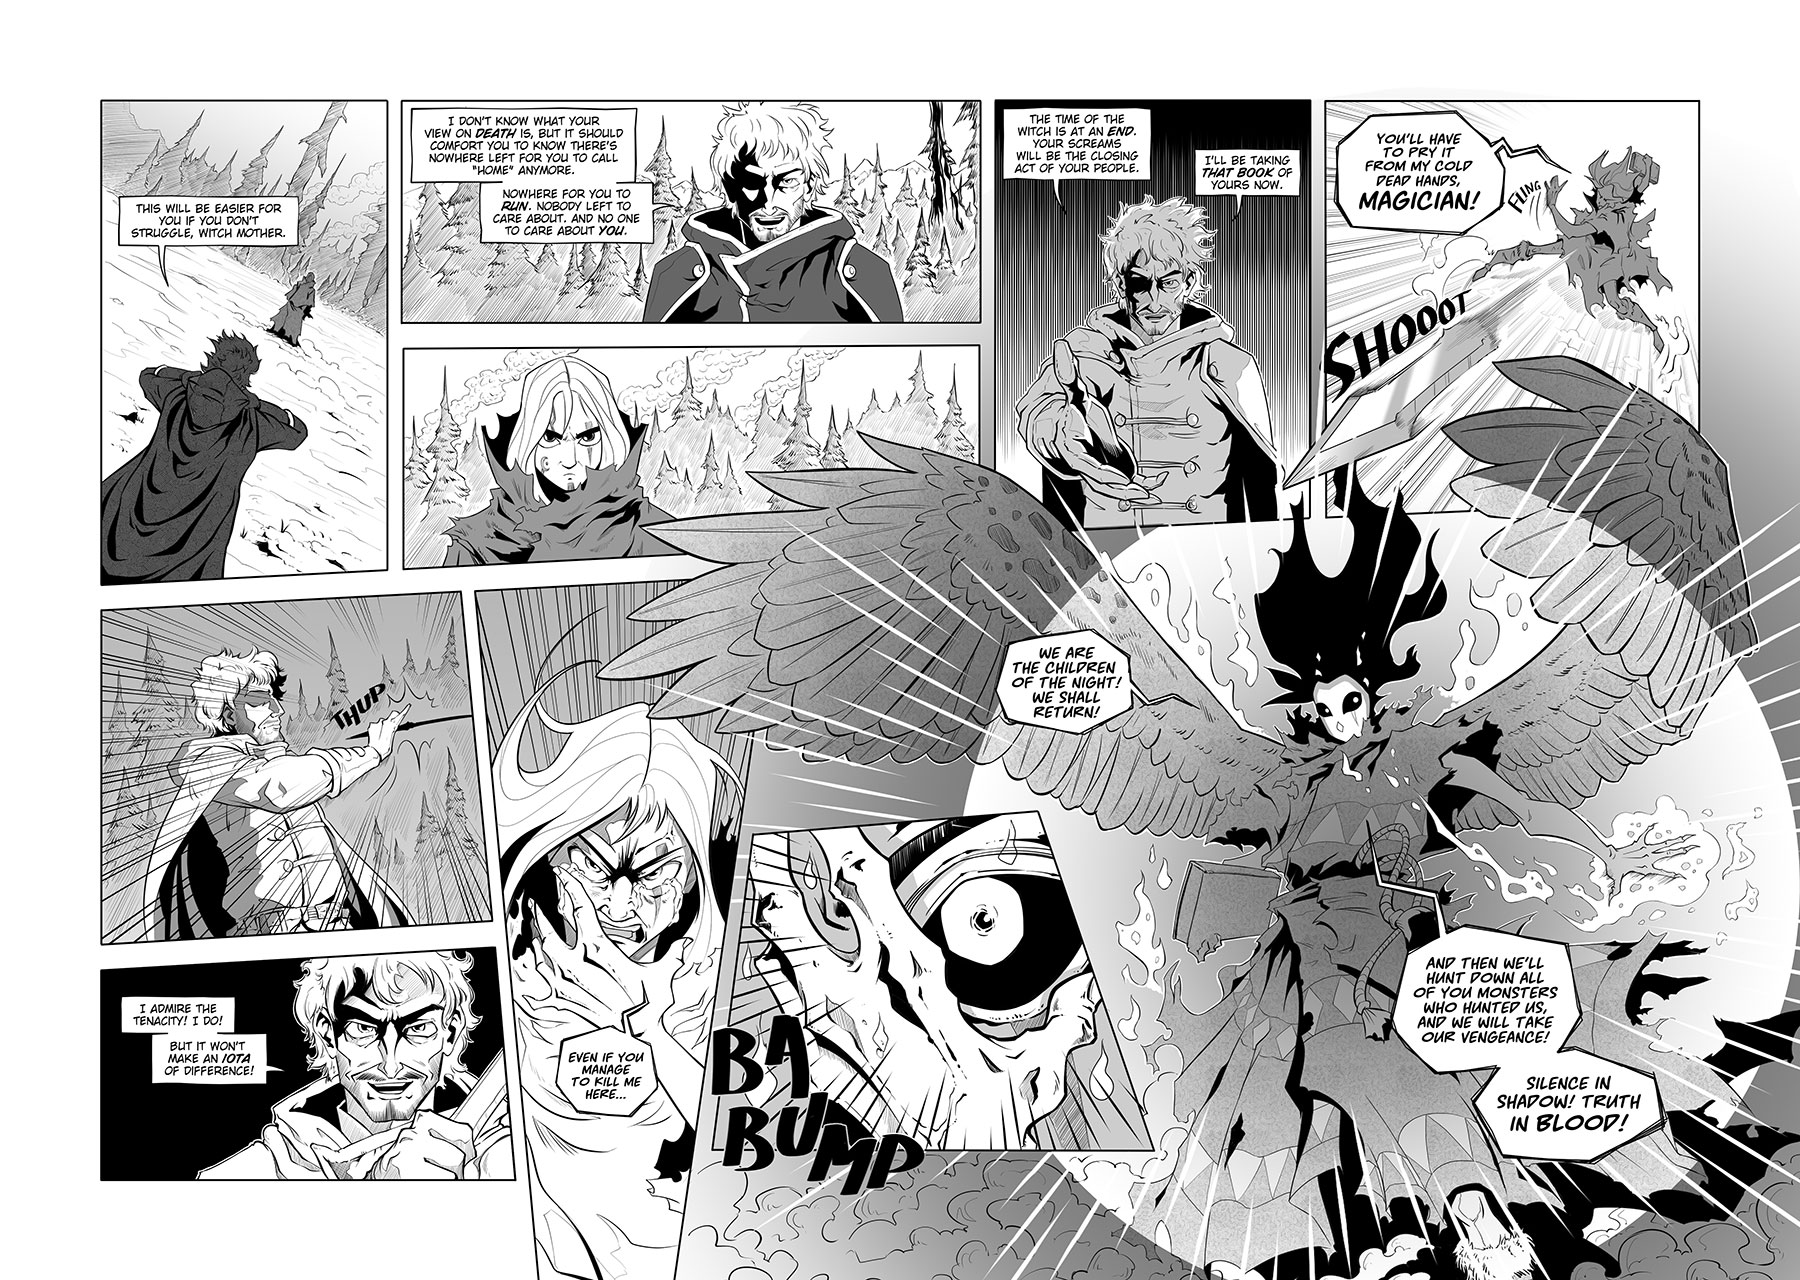 THIS WILL BE EASIER FOR
YOU IF YOU DON'T
STRUGGLE, WITCH MOTHER.
I DON'T KNOW WHAT YOUR
VIEW ON DEATH IS, BUT IT SHOULD
COMFORT YOU TO KNOW THERE'S
NOWHERE LEFT FOR YOU TO CALL
"HOME" ANYMORE.
NOWHERE FOR YOU TO
RUN. NOBODY LEFT TO
CARE ABOUT. AND NO ONE
TO CARE ABOUT YOU.
THE TIME OF THE
WITCH IS AT AN END.
YOUR SCREAMS
WILL BE THE CLOSING
ACT OF YOUR PEOPLE.
I'LL BE TAKING
THAT BOOK OF
YOURS NOW.
YOU'LL HAVE
TO PRY IT
FROM MY COLD
DEAD HANDS,
MAGICIAN!
FLING
SHOOOT
THUP
I ADMIRE THE
TENACITY! I DO!
BUT IT WON'T
MAKE AN IOTA
OF DIFFERENCE!
EVEN IF YOU
MANAGE
TO KILL ME
HERE...
BA
BUMP
WE ARE
THE CHILDREN
OF THE NIGHT!
WE SHALL
RETURN!
AND THEN WE'LL
HUNT DOWN ALL
OF YOU MONSTERS
WHO HUNTED US,
AND WE WILL TAKE
OUR VENGEANCE!
SILENCE IN
SHADOW! TRUTH
IN BLOOD!